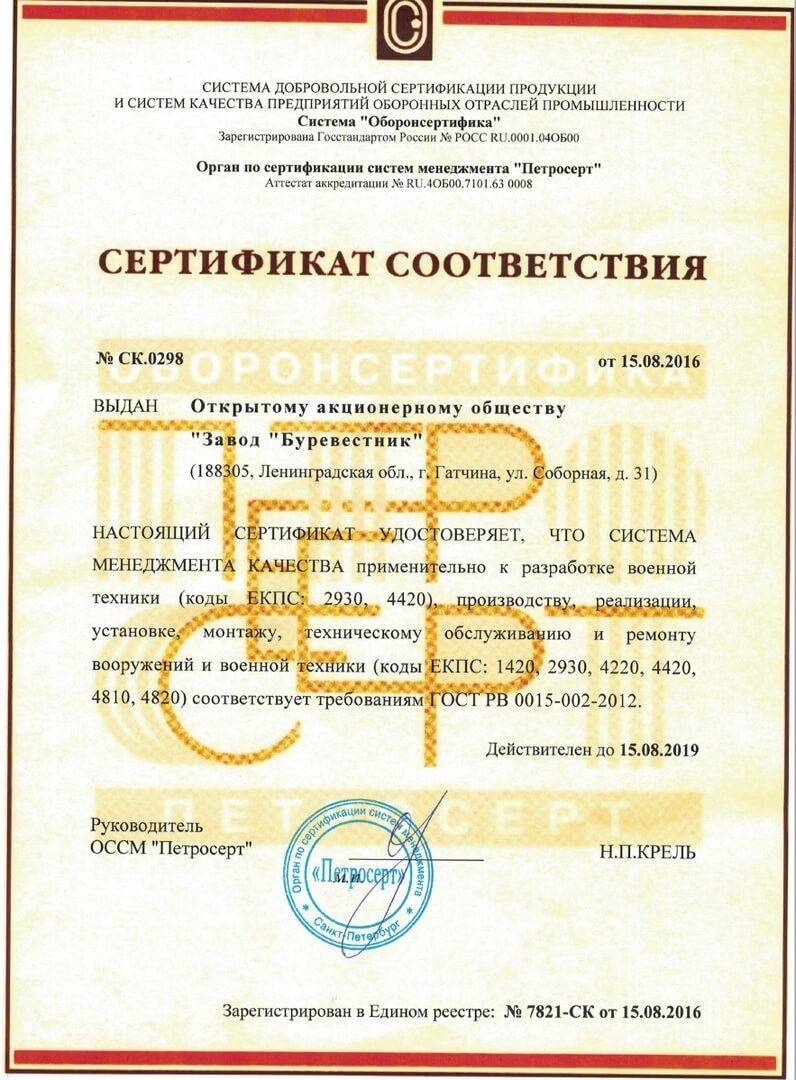 СИСТЕМА ДОБРОВОЛЬНОЙ СЕРТИФИКАЦИИ ПРОДУКЦИИ
И СИСТЕМ КАЧЕСТВА ПРЕДПРИЯТИЙ ОБОРОННЫХ ОТРАСЛЕЙ ПРОМЫШЛЕННОСТИ
Система "Оборонсертифика"
Зарегистрирована Госстандартом России № РОСС RU.0001.04ОБ00
Орган по сертификации систем менеджмента "Петросерт"
Аттестат аккредитации № RU.4ОБ00.7101.63 0008
СЕРТИФИКАТ СООТВЕТСТВИЯ
ОБОРОНСЕРТИФИКА
№ СК.0298 от 15.08.2016
ВЫДАН Открытому акционерному обществу
"Завод "Буревестник"
(188305, Ленинградская обл., г. Гатчина, ул. Соборная, д. 31)
ПЕТР
СЕРТ
НАСТОЯЩИЙ СЕРТИФИКАТ УДОСТОВЕРЯЕТ, ЧТО СИСТЕМА
МЕНЕДЖМЕНТА КАЧЕСТВА применительно к разработке военной
техники (коды ЕКПС: 2930, 4420), производству, реализации,
установке, монтажу, техническому обслуживанию и ремонту
вооружений и военной техники (коды ЕКПС: 1420, 2930, 4220, 4420,
4810, 4820) соответствует требованиям ГОСТ РВ 0015-002-2012.
Действителен до 15.08.2019
ПЕТРОСЕРТ
Руководитель
ОССМ "Петросерт" Н.П.КРЕЛЬ
Орган по сертификации систем менеджмента
«Петросерт»
М.П.
* Санкт-Петербург *
Зарегистрирован в Едином реестре: № 7821-СК от 15.08.2016